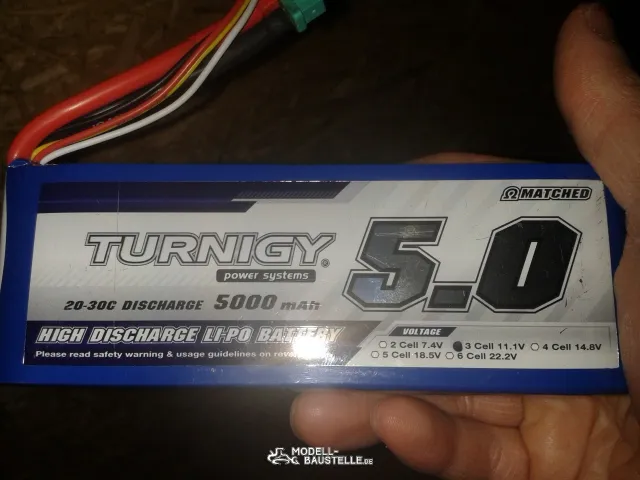 Ω MATCHED
TURNIGY®
power systems
5.0
20-30C DISCHARGE 5000 mAh
HIGH DISCHARGE LI-PO BATTERY
Please read safety warning & usage guidelines on
VOLTAGE
2 Cell 7.4V 3 Cell 11.1V 4 Cell 14.8V
5 Cell 18.5V 6 Cell 22.2V
MODELL-
BAUSTELLE.DE